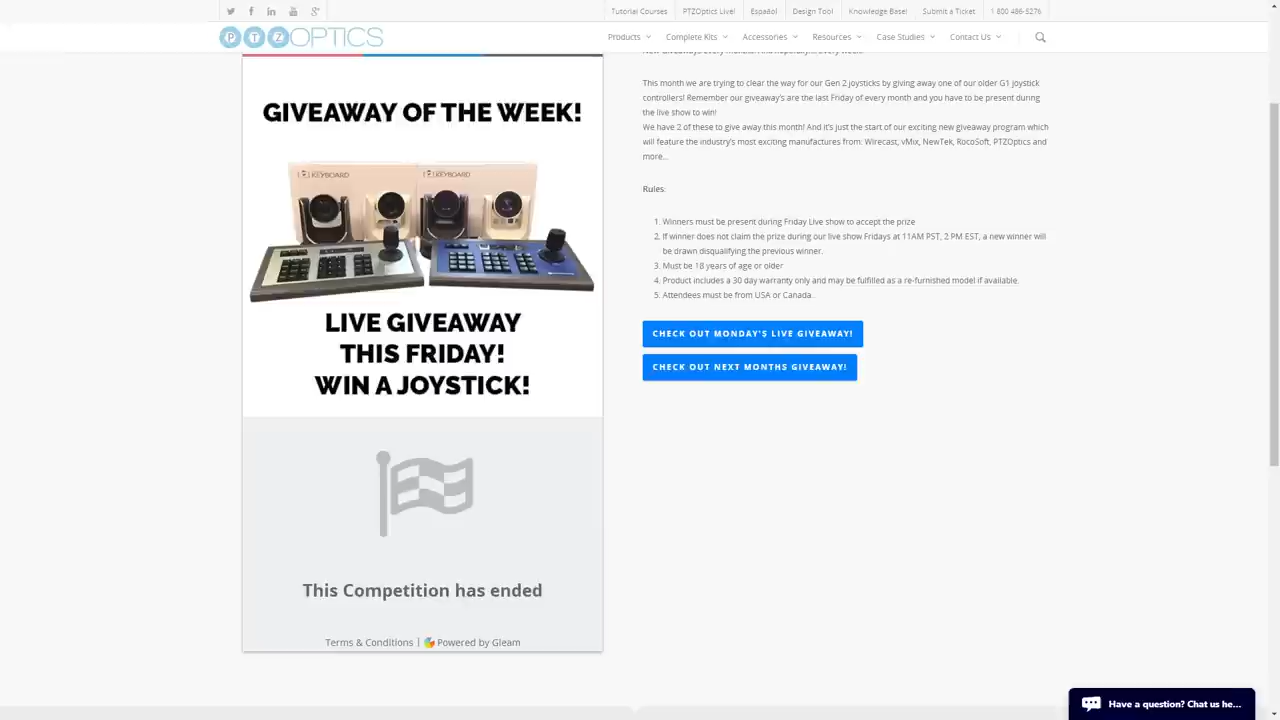 Tutorial Courses
PTZOptics Live!
Español
Design Tool
Knowledge Base!
Submit a Ticket
1 800 486-5276
PTZOPTICS
Products
Complete Kits
Accessories
Resources
Case Studies
Contact Us
GIVEAWAY OF THE WEEK!
KEYBOARD
KEYBOARD
LIVE GIVEAWAY
THIS FRIDAY!
WIN A JOYSTICK!
This Competition has ended
Terms & Conditions | Powered by Gleam
This month we are trying to clear the way for our Gen 2 joysticks by giving away one of our older G1 joystick
controllers! Remember our giveaway's are the last Friday of every month and you have to be present during
the live show to win!
We have 2 of these to give away this month! And it's just the start of our exciting new giveaway program which
will feature the industry's most exciting manufactures from: Wirecast, vMix, NewTek, RocoSoft, PTZOptics and
more...
Rules:
1. Winners must be present during Friday Live show to accept the prize
2. If winner does not claim the prize during our live show Fridays at 11AM PST, 2 PM EST, a new winner will
be drawn disqualifying the previous winner.
3. Must be 18 years of age or older
4. Product includes a 30 day warranty only and may be fulfilled as a re-furnished model if available.
5. Attendees must be from USA or Canada.
CHECK OUT MONDAY'S LIVE GIVEAWAY!
CHECK OUT NEXT MONTHS GIVEAWAY!
Have a question? Chat us he...